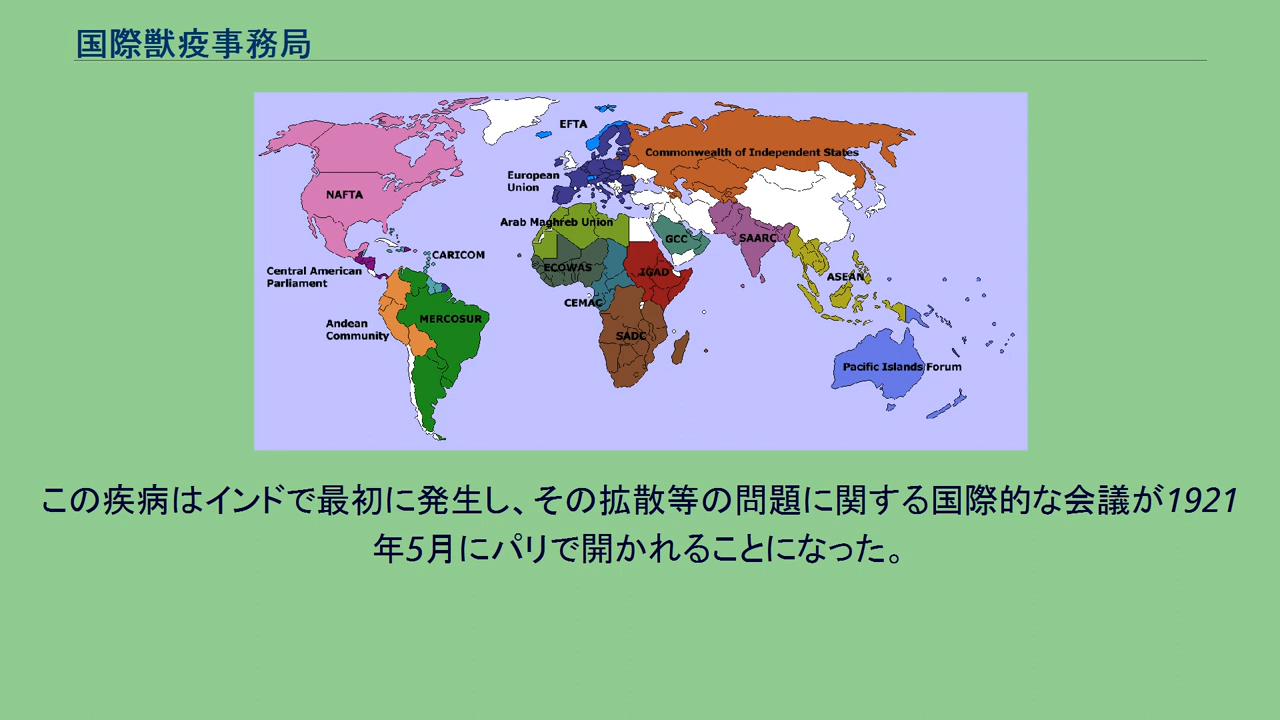 国際獣疫事務局
EFTA
Commonwealth of Independent States
European
Union
NAFTA
Arab Maghreb Union
GCC
SAARC
CARICOM
ECOWAS
IGAD
Central American
Parliament
ASEAN
CEMAC
MERCOSUR
Andean
Community
SADC
Pacific Islands Forum
この疾病はインドで最初に発生し、その拡散等の問題に関する国際的な会議が1921
年5月にパリで開かれることになった。